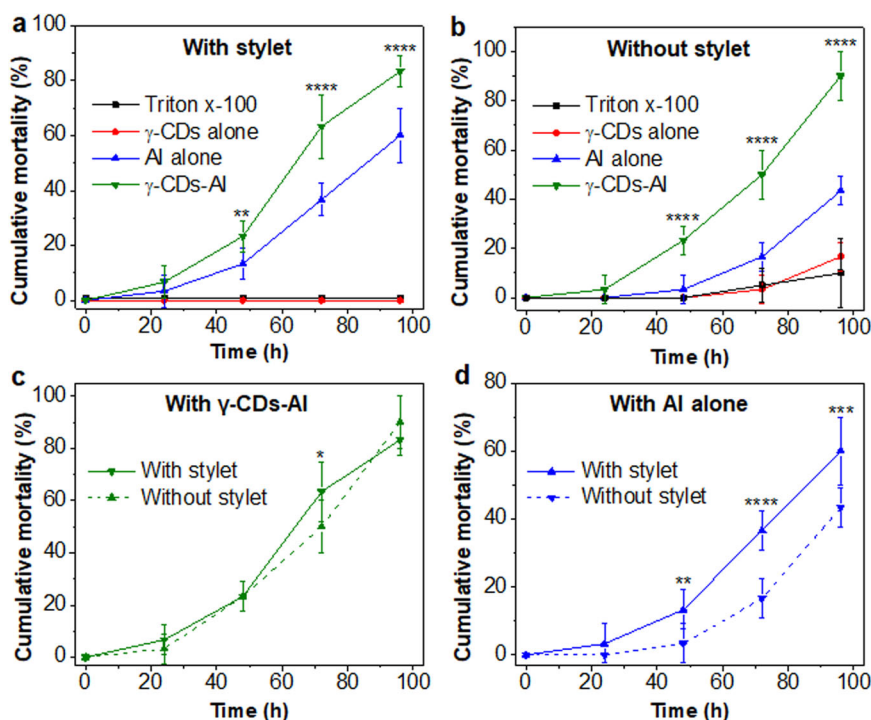 a
With stylet
Cumulative mortality (%)
100
80
60
40
20
0
Triton x-100
γ-CDs alone
AI alone
γ-CDs-AI
**
****
****
0 20 40 60 80 100
Time (h)
b
Without stylet
Cumulative mortality (%)
100
80
60
40
20
0
Triton x-100
γ-CDs alone
AI alone
γ-CDs-AI
****
****
****
0 20 40 60 80 100
Time (h)
c
With γ-CDs-AI
Cumulative mortality (%)
100
80
60
40
20
0
With stylet
Without stylet
*
0 20 40 60 80 100
Time (h)
d
With AI alone
Cumulative mortality (%)
80
60
40
20
0
With stylet
Without stylet
**
****
***
0 20 40 60 80 100
Time (h)